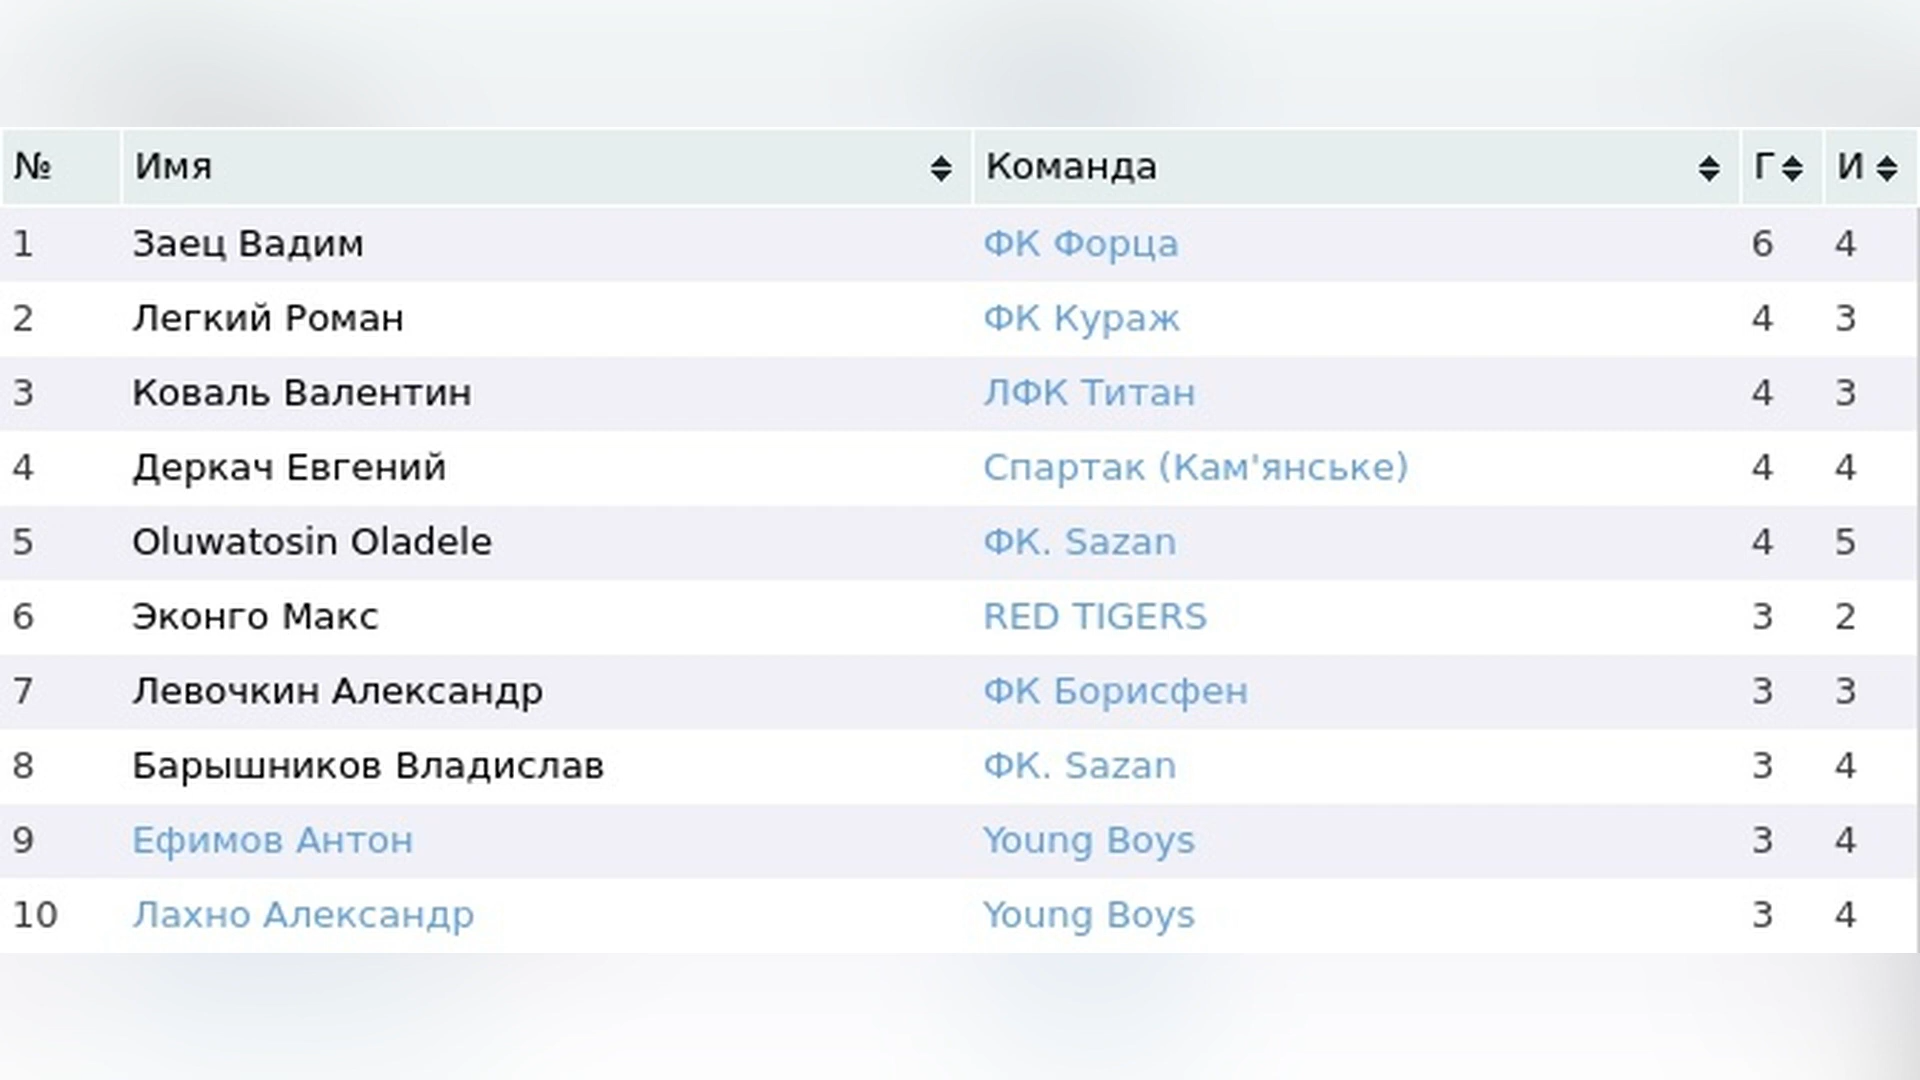 № Имя Команда Г И
1 Заец Вадим ФК Форца 6 4
2 Легкий Роман ФК Кураж 4 3
3 Коваль Валентин ЛФК Титан 4 3
4 Деркач Евгений Спартак (Кам'янське) 4 4
5 Oluwatosin Oladele ФК. Sazan 4 5
6 Эконго Макс RED TIGERS 3 2
7 Левочкин Александр ФК Борисфен 3 3
8 Барышников Владислав ФК. Sazan 3 4
9 Ефимов Антон Young Boys 3 4
10 Лахно Александр Young Boys 3 4